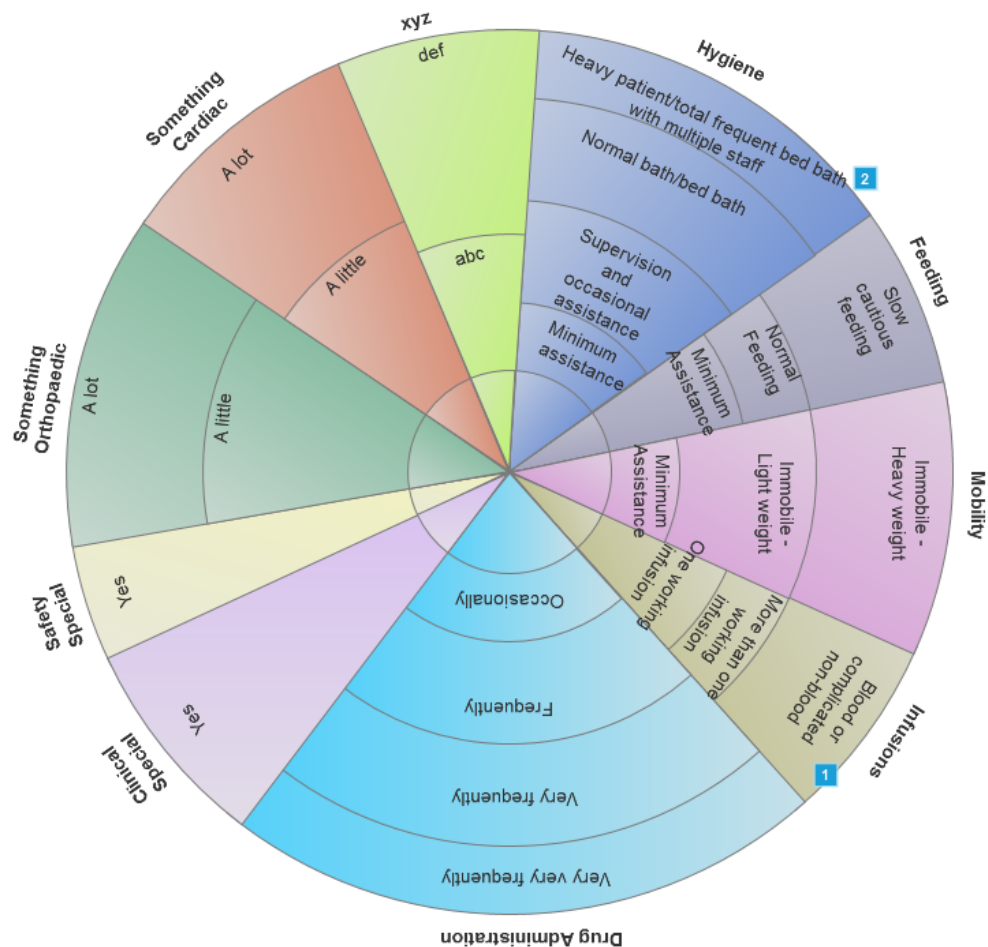 xyz
def
abc
Hygiene
Heavy patient/total frequent bed bath
with multiple staff
Normal bath/bed bath
Supervision
and
occasional
assistance
Minimum
assistance
2
Feeding
Slow
cautious
feeding
Normal
Feeding
Minimum
Assistance
Mobility
Immobile -
Heavy weight
Immobile -
Light weight
Minimum
Assistance
Infusions
Blood or
complicated
non-blood
More than one
working
infusion
One working
infusion
1
Drug Administration
Occasionally
Frequently
Very frequently
Very very frequently
Clinical
Special
Yes
Safety
Special
Yes
Something
Orthopaedic
A lot
A little
Something
Cardiac
A lot
A little